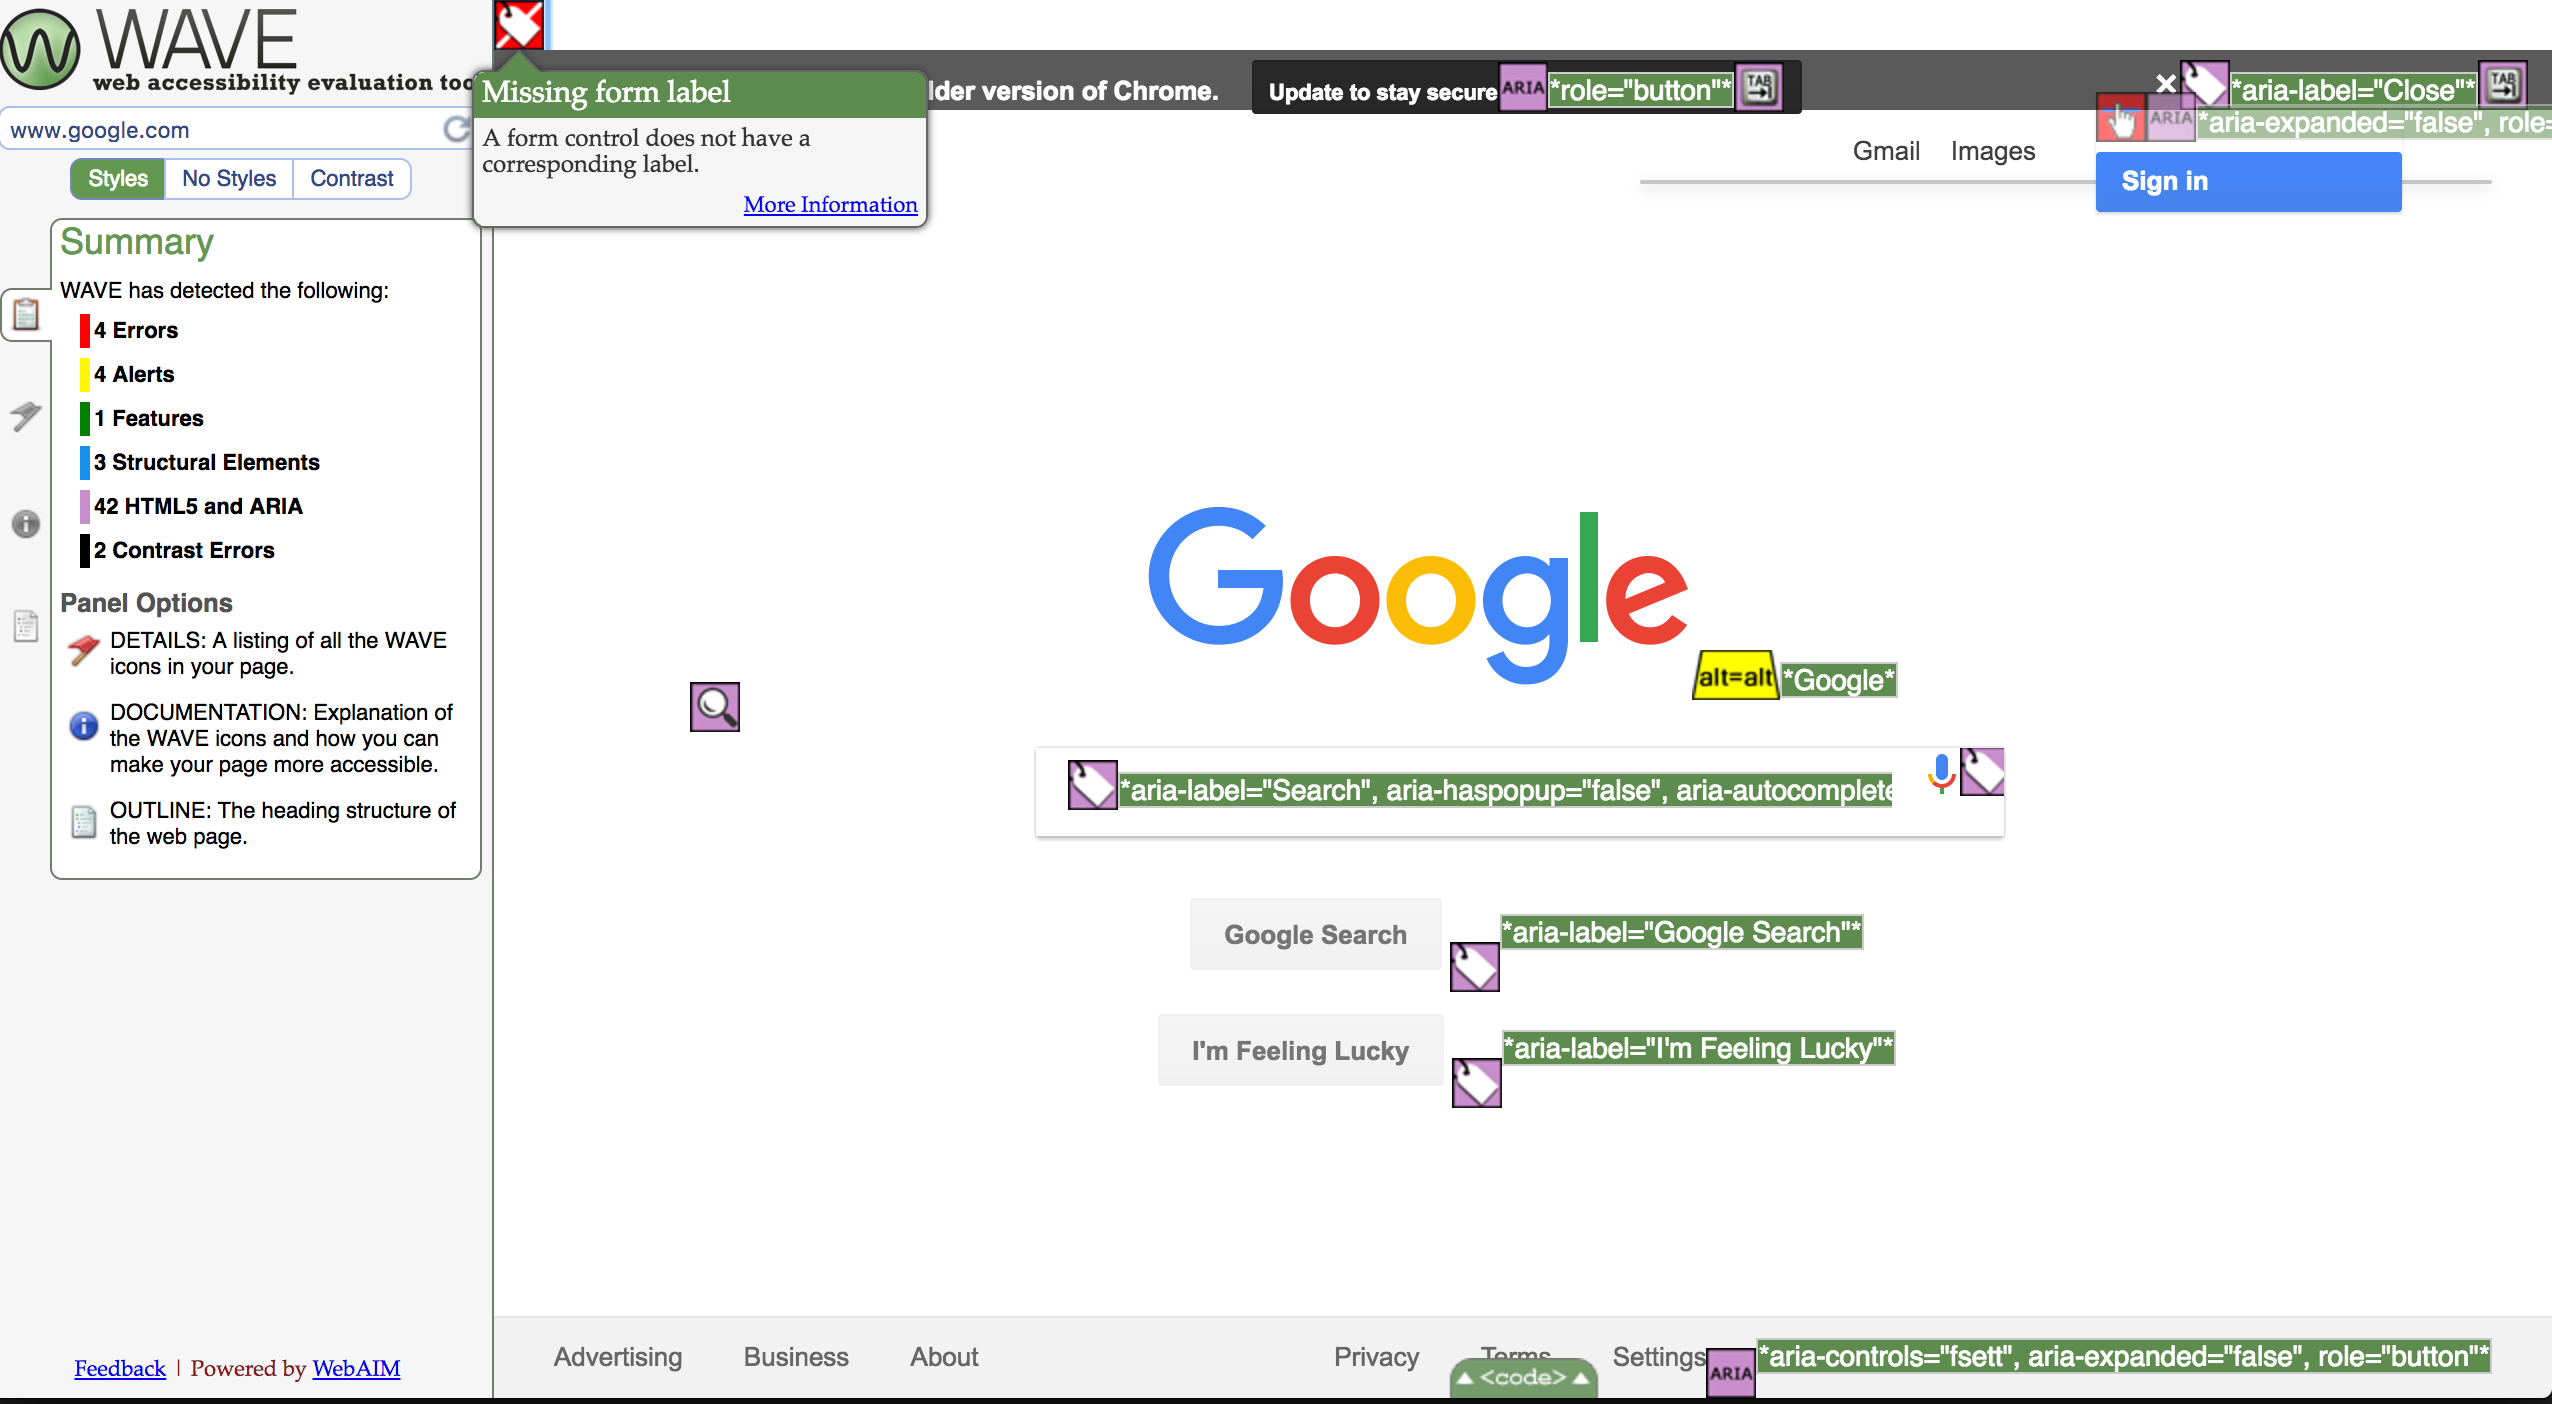 WAVE
web accessibility evaluation too
www.google.com
Styles No Styles Contrast
Summary
WAVE has detected the following:
4 Errors
4 Alerts
1 Features
3 Structural Elements
42 HTML5 and ARIA
2 Contrast Errors
Panel Options
DETAILS: A listing of all the WAVE
icons in your page.
DOCUMENTATION: Explanation of
the WAVE icons and how you can
make your page more accessible.
OUTLINE: The heading structure of
the web page.
Feedback | Powered by WebAIM
Missing form label
A form control does not have a
corresponding label.
More Information
lder version of Chrome.
Update to stay secure ARIA *role="button"* TAB
× *aria-label="Close"* TAB
ARIA *aria-expanded="false", role=
Gmail Images
Sign in
Google
alt=alt *Google*
*aria-label="Search", aria-haspopup="false", aria-autocomplete
Google Search *aria-label="Google Search"*
I'm Feeling Lucky *aria-label="I'm Feeling Lucky"*
Advertising Business About Privacy Terms Settings ARIA *aria-controls="fsett", aria-expanded="false", role="button"*
▲ <code> ▲